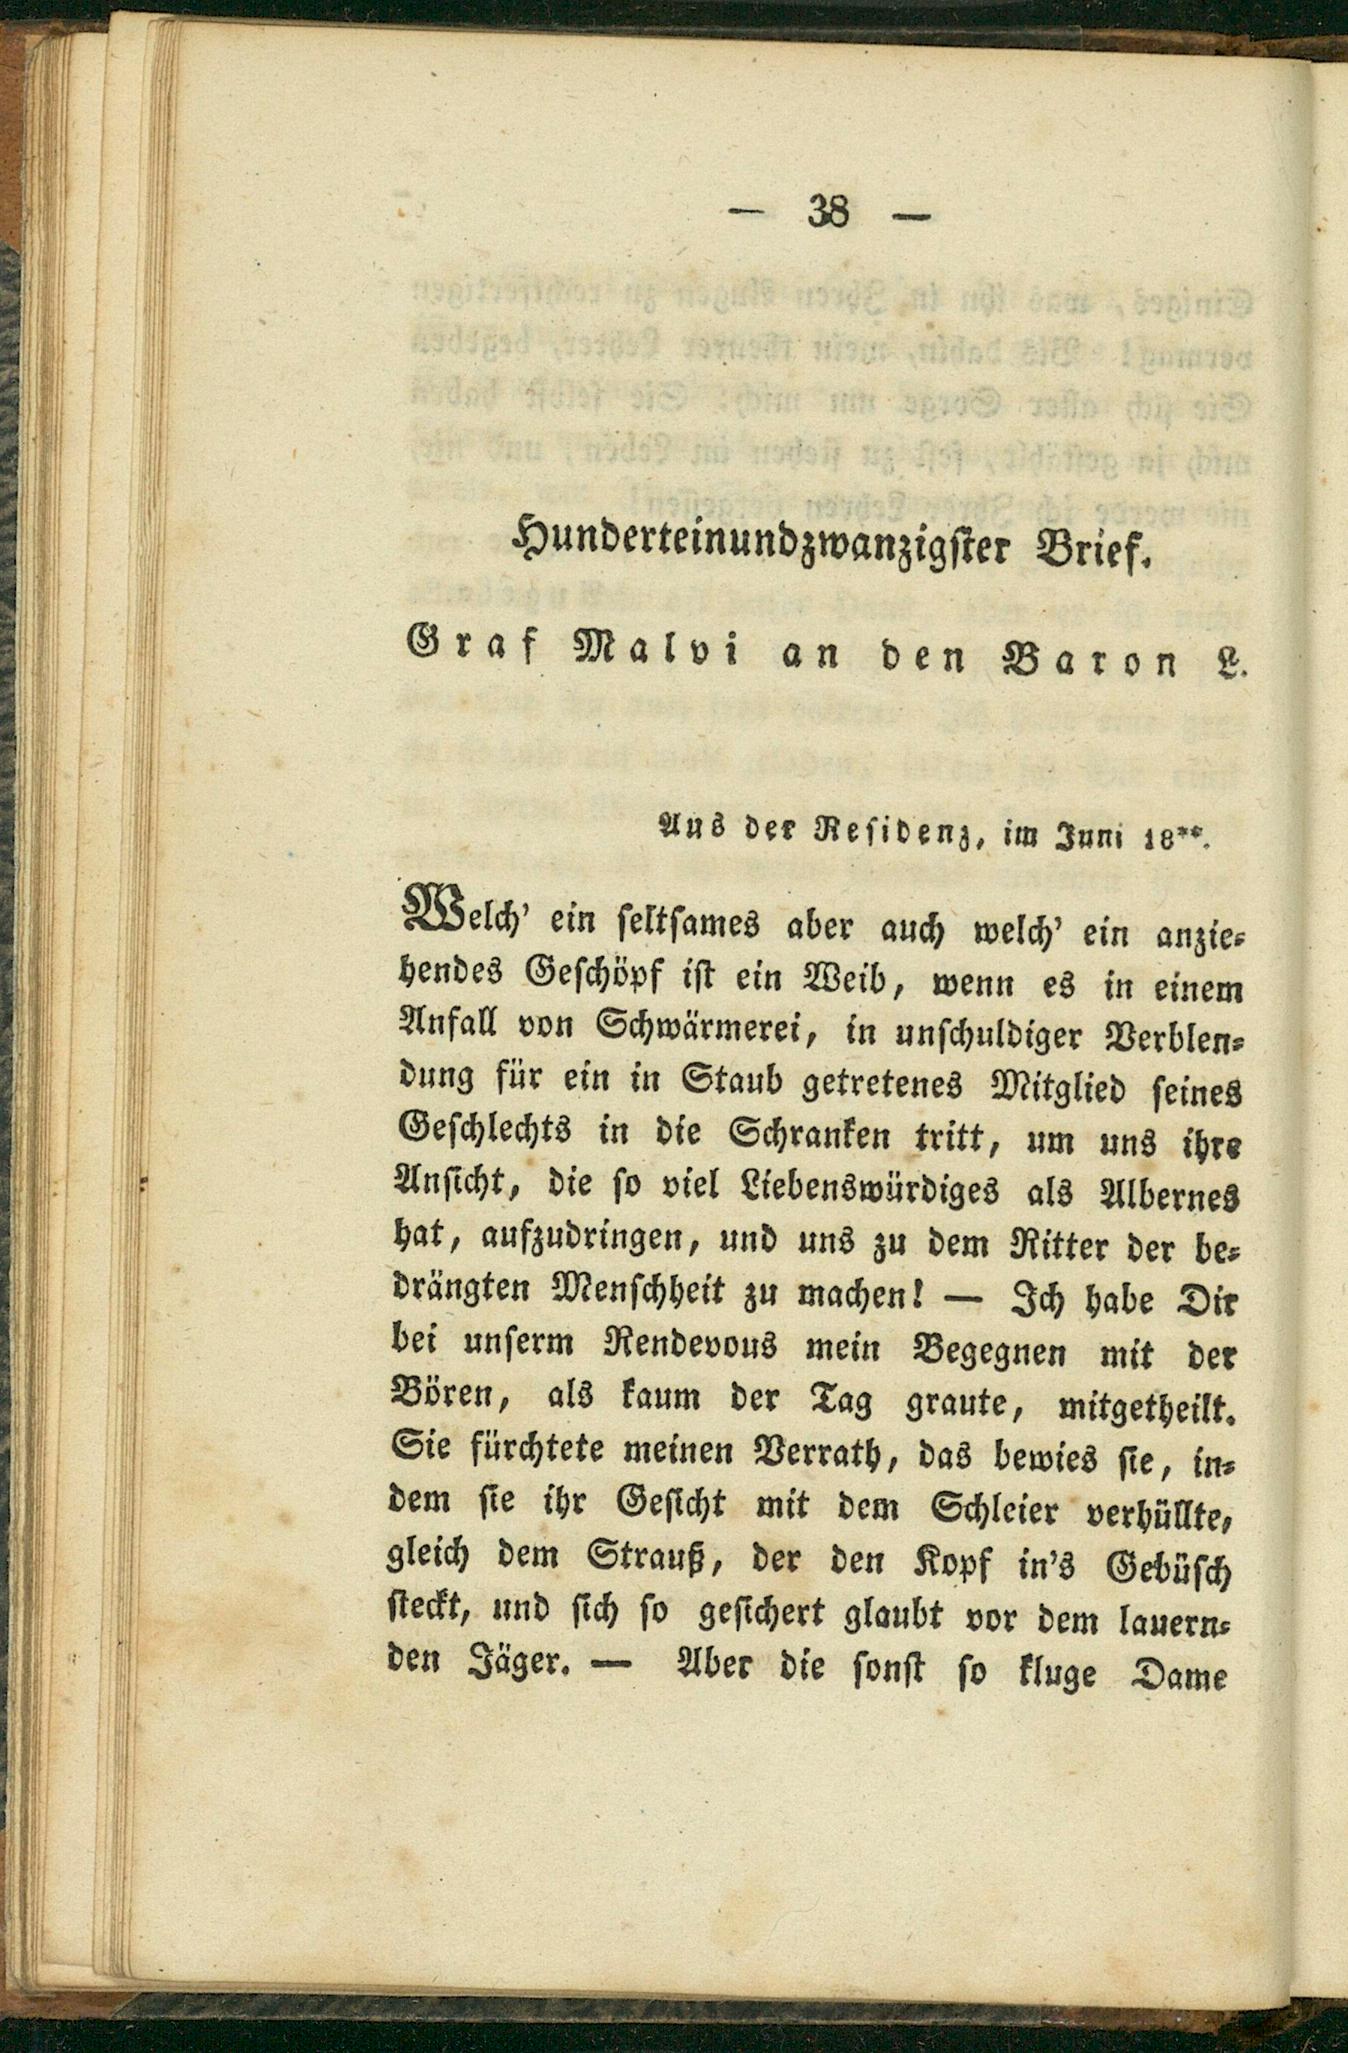 — 38 —
Hunderteinundzwanzigſter Brief.
Graf Malvi an den Baron L.
Aus der Reſidenz, im Juni 18**.
Welch' ein ſeltſames aber auch welch' ein anzie-
hendes Geſchöpf iſt ein Weib, wenn es in einem
Anfall von Schwärmerei, in unſchuldiger Verblen-
dung für ein in Staub getretenes Mitglied ſeines
Geſchlechts in die Schranken tritt, um uns ihre
Anſicht, die ſo viel Liebenswürdiges als Albernes
hat, aufzudringen, und uns zu dem Ritter der be-
drängten Menſchheit zu machen! — Ich habe Dir
bei unſerm Rendevous mein Begegnen mit der
Bören, als kaum der Tag graute, mitgetheilt.
Sie fürchtete meinen Verrath, das bewies ſie, in-
dem ſie ihr Geſicht mit dem Schleier verhüllte,
gleich dem Strauß, der den Kopf in's Gebüſch
ſteckt, und ſich ſo geſichert glaubt vor dem lauern-
den Jäger. — Aber die ſonſt ſo kluge Dame